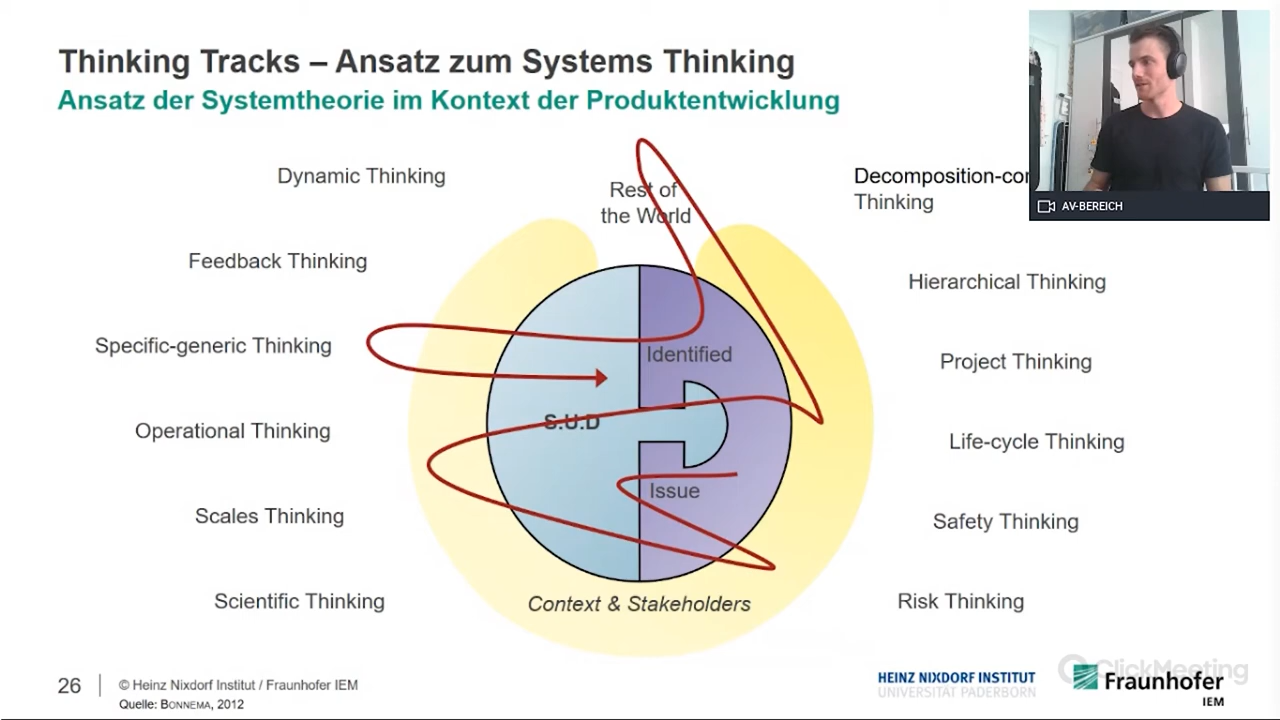 Thinking Tracks – Ansatz zum Systems Thinking
Ansatz der Systemtheorie im Kontext der Produktentwicklung
AV-BEREICH
Dynamic Thinking
Feedback Thinking
Specific-generic Thinking
Operational Thinking
Scales Thinking
Scientific Thinking
Rest of
the World
Identified
S.U.D
Issue
Context & Stakeholders
Thinking
Hierarchical Thinking
Project Thinking
Life-cycle Thinking
Safety Thinking
Risk Thinking
26
© Heinz Nixdorf Institut / Fraunhofer IEM
Quelle: BONNEMA, 2012
HEINZ NIXDORF INSTITUT
UNIVERSITÄT PADERBORN
ClickMeeting
Fraunhofer
IEM